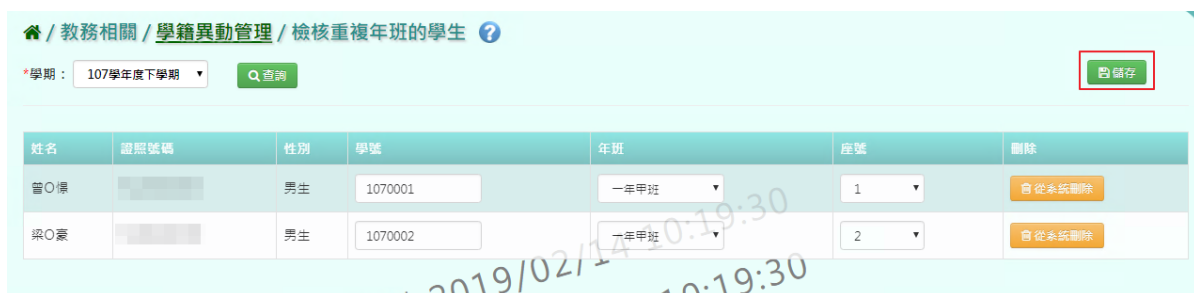 / 教務相關 / 學籍異動管理 / 檢核重複年班的學生 ?
*學期： 107學年度下學期 查詢 儲存
姓名 證照號碼 性別 學號 年班 座號 刪除
曾O憬 男生 1070001 一年甲班 1 從系統刪除
梁O豪 男生 1070002 一年甲班 2 從系統刪除
10:19:30
2019/02/14 10:19:30